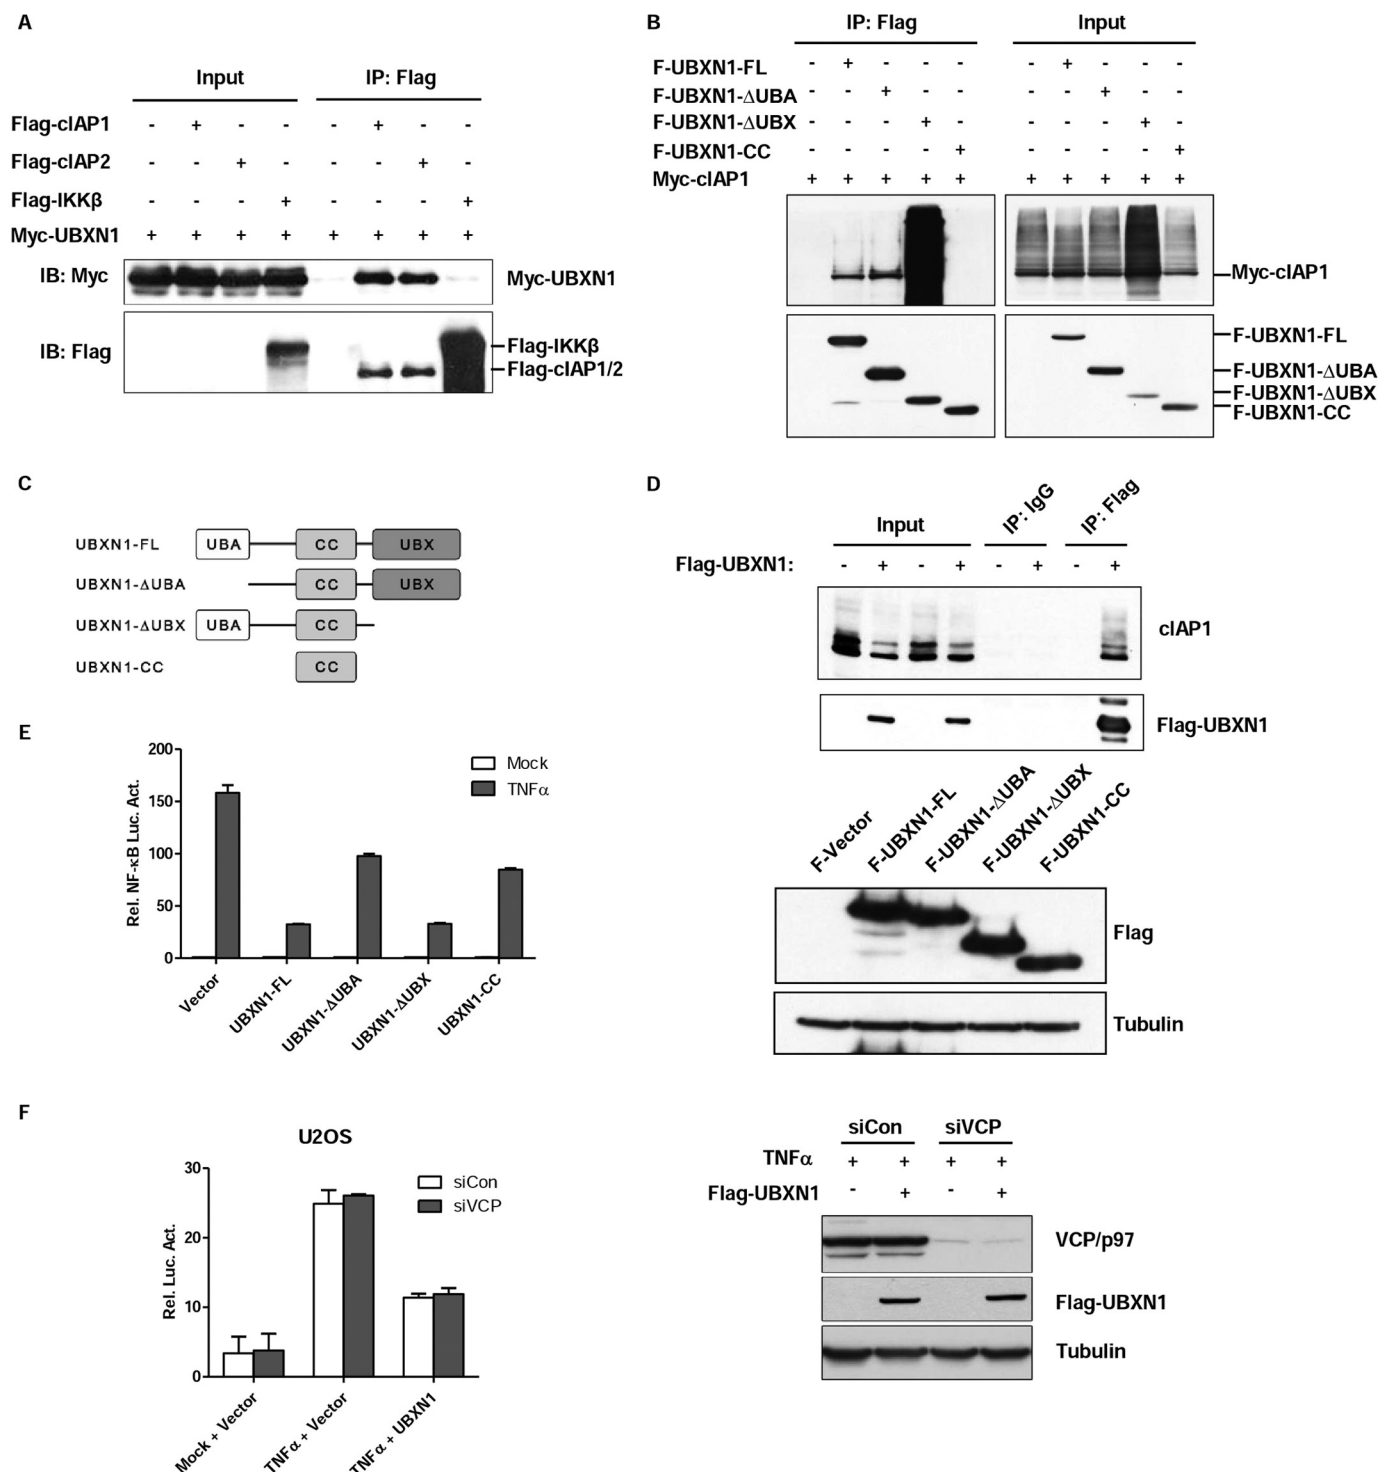 A
Input IP: Flag
Flag-cIAP1 - + - - - + - -
Flag-cIAP2 - - + - - - + -
Flag-IKKβ - - - + - - - +
Myc-UBXN1 + + + + + + + +
IB: Myc Myc-UBXN1
IB: Flag Flag-IKKβ
Flag-cIAP1/2
B
IP: Flag Input
F-UBXN1-FL - + - - - - + - - -
F-UBXN1-ΔUBA - - + - - - - + - -
F-UBXN1-ΔUBX - - - + - - - - + -
F-UBXN1-CC - - - - + - - - - +
Myc-cIAP1 + + + + + + + + + +
Myc-cIAP1
F-UBXN1-FL
F-UBXN1-ΔUBA
F-UBXN1-ΔUBX
F-UBXN1-CC
C
UBXN1-FL UBA CC UBX
UBXN1-ΔUBA CC UBX
UBXN1-ΔUBX UBA CC
UBXN1-CC CC
D
Input IP: IgG IP: Flag
Flag-UBXN1: - + - + - + - +
cIAP1
Flag-UBXN1
E
Rel. NF-κB Luc. Act.
200
150
100
50
0
Mock
TNFα
Vector UBXN1-FL UBXN1-ΔUBA UBXN1-ΔUBX UBXN1-CC
F-Vector F-UBXN1-FL F-UBXN1-ΔUBA F-UBXN1-ΔUBX F-UBXN1-CC
Flag
Tubulin
F
U2OS
Rel. Luc. Act.
30
20
10
0
siCon
siVCP
Mock + Vector TNFα + Vector TNFα + UBXN1
siCon siVCP
TNFα + + + +
Flag-UBXN1 - + - +
VCP/p97
Flag-UBXN1
Tubulin